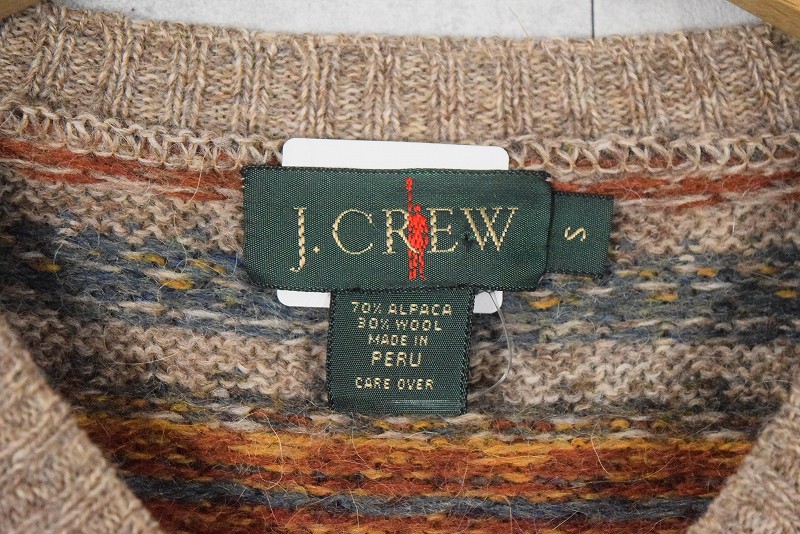 J. CREW
S
70% ALPACA
30% WOOL
MADE IN
PERU
CARE OVER